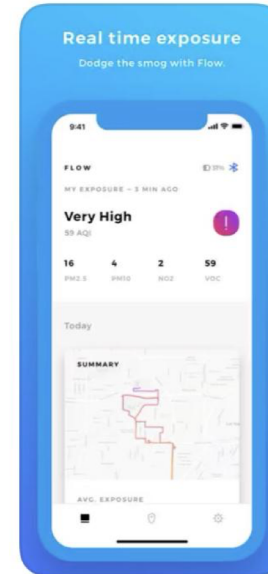 Real time exposure
Dodge the smog with Flow.
9:41
FLOW
MY EXPOSURE – 3 MIN AGO
Very High
59 AQI
16 4 2 59
PM2.5 PM10 NO2 VOC
Today
SUMMARY
AVG. EXPOSURE